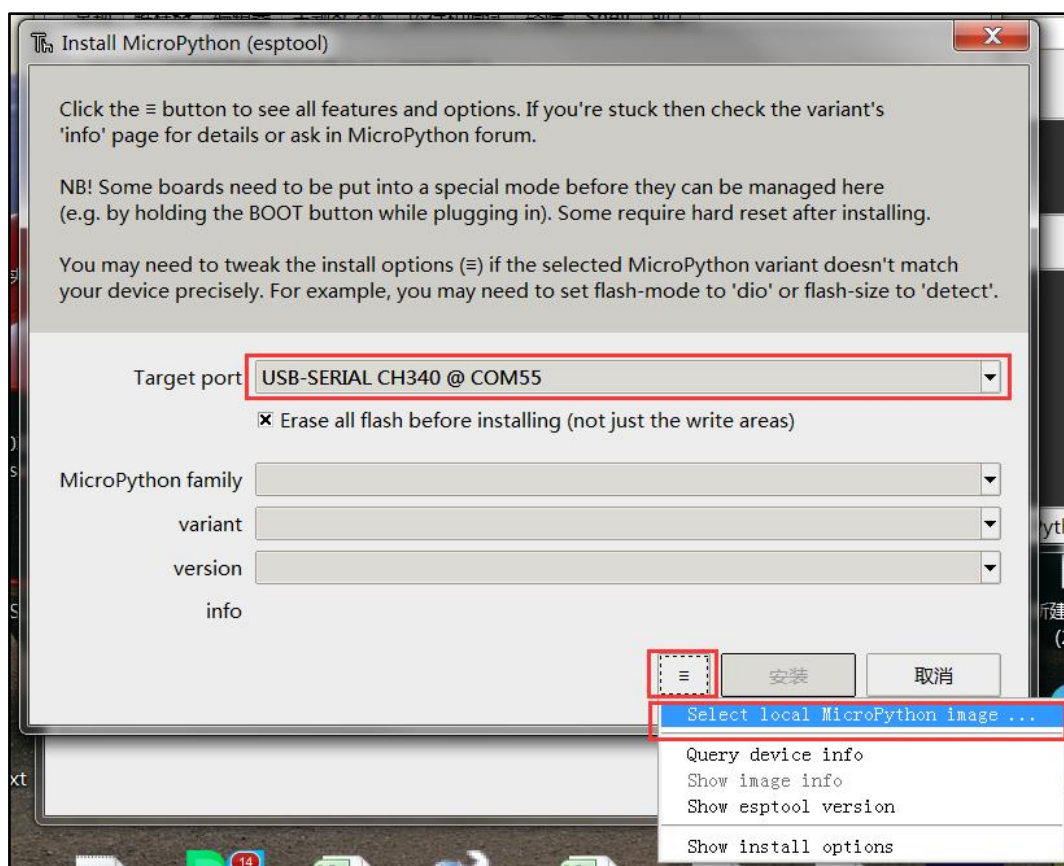 Install MicroPython (esptool)
Click the ≡ button to see all features and options. If you're stuck then check the variant's
'info' page for details or ask in MicroPython forum.
NB! Some boards need to be put into a special mode before they can be managed here
(e.g. by holding the BOOT button while plugging in). Some require hard reset after installing.
You may need to tweak the install options (≡) if the selected MicroPython variant doesn't match
your device precisely. For example, you may need to set flash-mode to 'dio' or flash-size to 'detect'.
Target port USB-SERIAL CH340 @ COM55
Erase all flash before installing (not just the write areas)
MicroPython family
variant
version
info
≡ 安装 取消
Select local MicroPython image ...
Query device info
Show image info
Show esptool version
Show install options
14